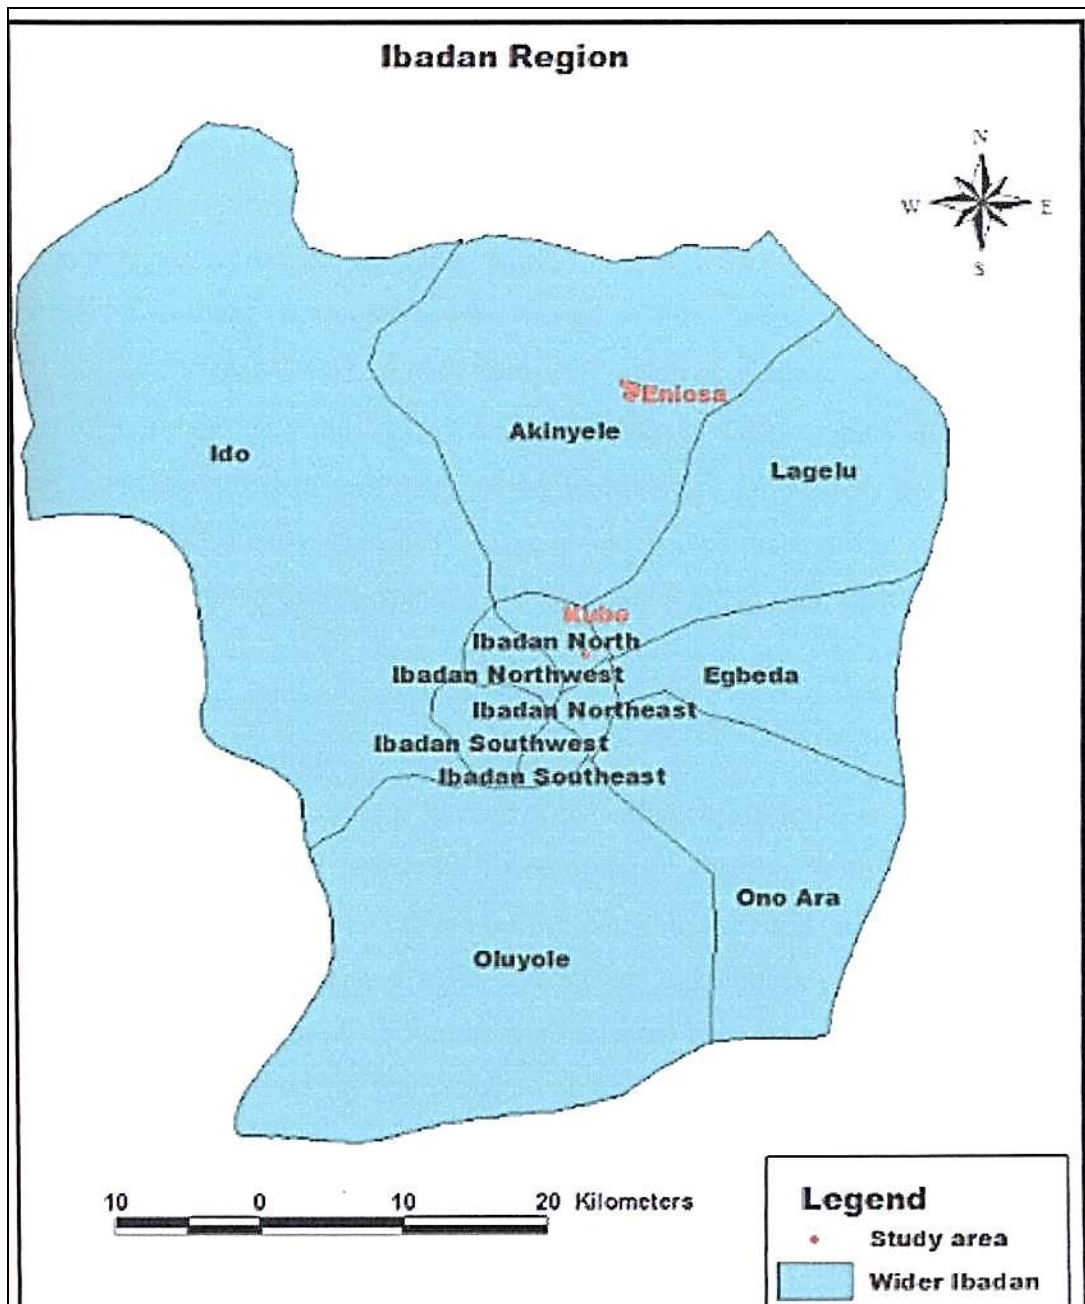 Ibadan Region
N
W E
S
Eniosa
Akinyele
Ido
Lagelu
Kube
Ibadan North
Ibadan Northwest
Egbeda
Ibadan Northeast
Ibadan Southwest
Ibadan Southeast
Ono Ara
Oluyole
10 0 10 20 Kilometers
Legend
Study area
Wider Ibadan